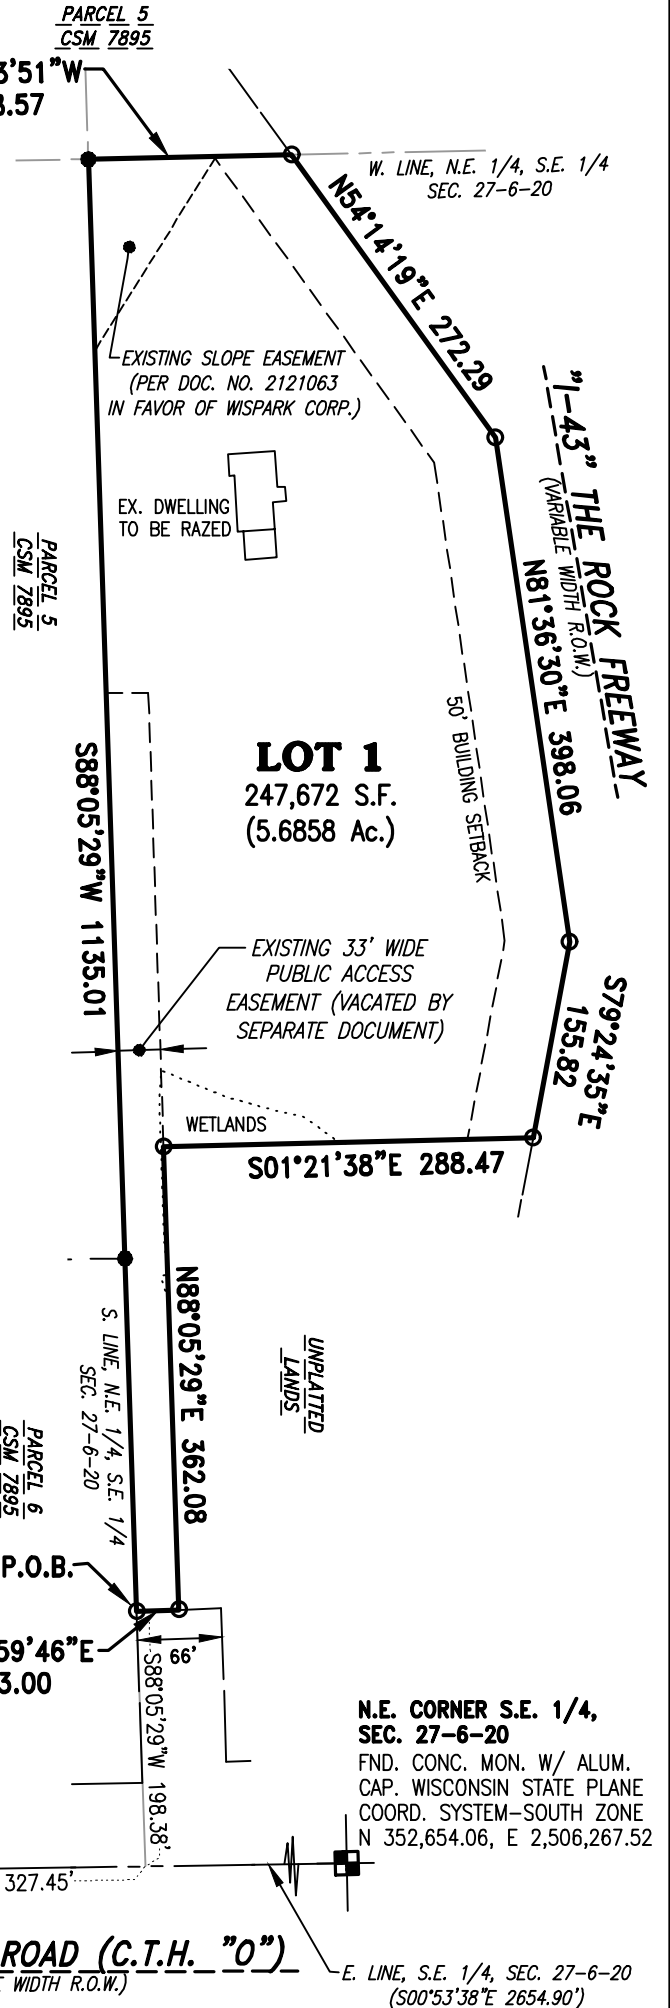 PARCEL 5
CSM 7895
3'51"W
8.57
W. LINE, N.E. 1/4, S.E. 1/4
SEC. 27-6-20
N54°14'19"E 272.29
EXISTING SLOPE EASEMENT
(PER DOC. NO. 2121063
IN FAVOR OF WISPARK CORP.)
"I-43" THE ROCK FREEWAY
(VARIABLE WIDTH R.O.W.)
EX. DWELLING
TO BE RAZED
PARCEL 5
CSM 7895
N81°36'30"E 398.06
50' BUILDING SETBACK
LOT 1
247,672 S.F.
(5.6858 Ac.)
S88°05'29"W 1135.01
EXISTING 33' WIDE
PUBLIC ACCESS
EASEMENT (VACATED BY
SEPARATE DOCUMENT)
S79°24'35"E
155.82
WETLANDS
S01°21'38"E 288.47
N88°05'29"E 362.08
S. LINE, N.E. 1/4, S.E. 1/4
SEC. 27-6-20
UNPLATTED
LANDS
PARCEL 6
CSM 7895
P.O.B.
59'46"E
3.00
66'
S88°05'29"W 198.38'
N.E. CORNER S.E. 1/4,
SEC. 27-6-20
FND. CONC. MON. W/ ALUM.
CAP. WISCONSIN STATE PLANE
COORD. SYSTEM-SOUTH ZONE
N 352,654.06, E 2,506,267.52
327.45'
ROAD (C.T.H. "O")
WIDTH R.O.W.)
E. LINE, S.E. 1/4, SEC. 27-6-20
(S00°53'38"E 2654.90')